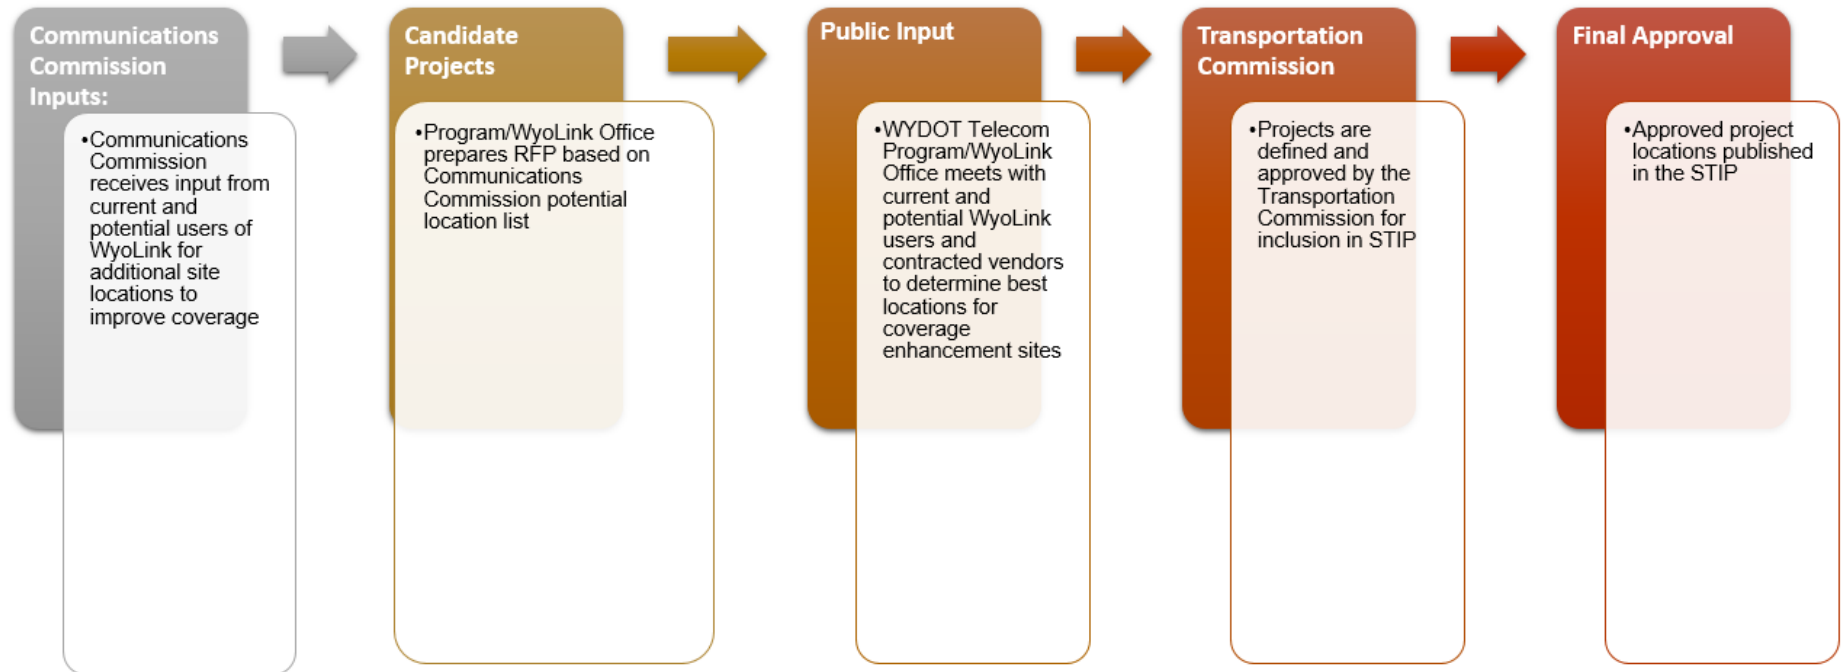 Communications
Commission
Inputs:
•Communications
Commission
receives input from
current and
potential users of
WyoLink for
additional site
locations to
improve coverage
Candidate
Projects
•Program/WyoLink Office
prepares RFP based on
Communications
Commission potential
location list
Public Input
•WYDOT Telecom
Program/WyoLink
Office meets with
current and
potential WyoLink
users and
contracted vendors
to determine best
locations for
coverage
enhancement sites
Transportation
Commission
•Projects are
defined and
approved by the
Transportation
Commission for
inclusion in STIP
Final Approval
•Approved project
locations published
in the STIP